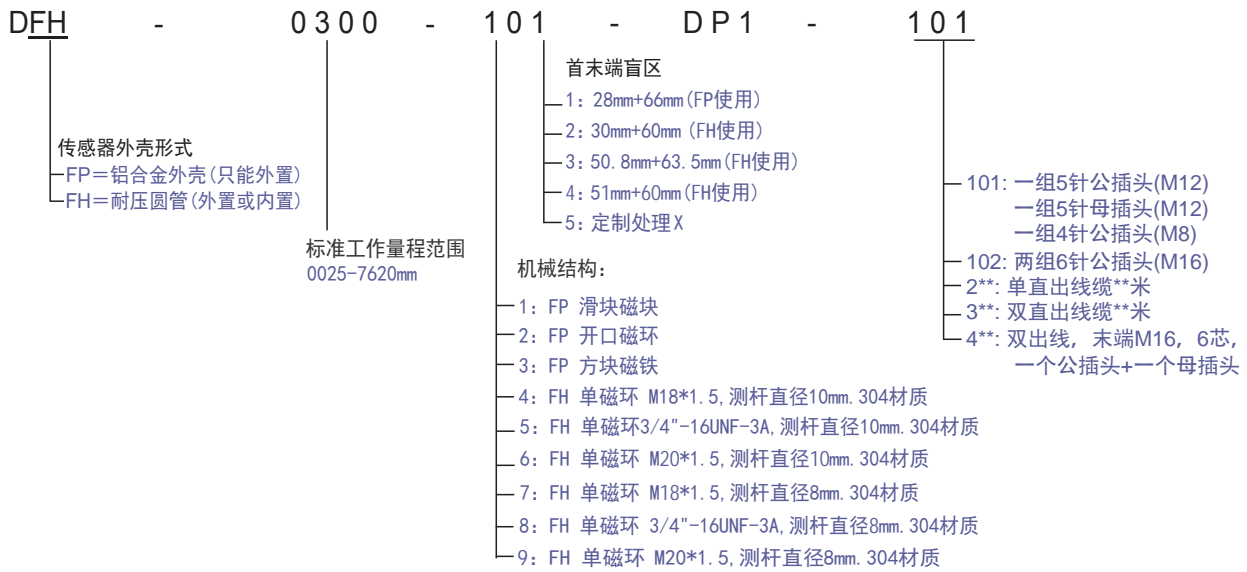 DFH - 0300 - 101 - DP1 - 101
首末端盲区
1: 28mm+66mm(FP使用)
2: 30mm+60mm (FH使用)
3: 50.8mm+63.5mm(FH使用)
4: 51mm+60mm(FH使用)
5: 定制处理X
传感器外壳形式
FP=铝合金外壳(只能外置)
FH=耐压圆管(外置或内置)
标准工作量程范围
0025-7620mm
机械结构:
1: FP 滑块磁块
2: FP 开口磁环
3: FP 方块磁铁
4: FH 单磁环 M18*1.5,测杆直径10mm.304材质
5: FH 单磁环3/4"-16UNF-3A,测杆直径10mm.304材质
6: FH 单磁环 M20*1.5,测杆直径10mm.304材质
7: FH 单磁环 M18*1.5,测杆直径8mm.304材质
8: FH 单磁环 3/4"-16UNF-3A,测杆直径8mm.304材质
9: FH 单磁环 M20*1.5,测杆直径8mm.304材质
101: 一组5针公插头(M12)
一组5针母插头(M12)
一组4针公插头(M8)
102: 两组6针公插头(M16)
2**: 单直出线缆**米
3**: 双直出线缆**米
4**: 双出线, 末端M16, 6芯,
一个公插头+一个母插头